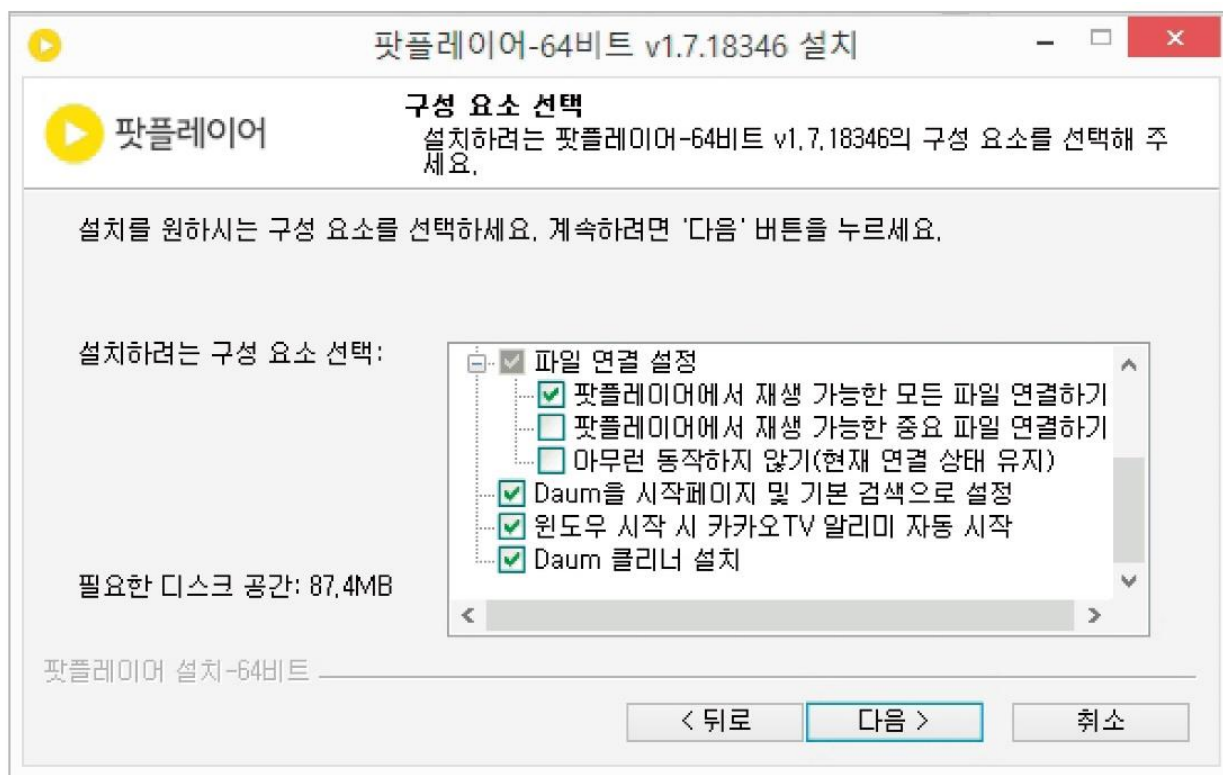 팟플레이어-64비트 v1.7.18346 설치
팟플레이어
구성 요소 선택
설치하려는 팟플레이어-64비트 v1.7.18346의 구성 요소를 선택해 주
세요.
설치를 원하시는 구성 요소를 선택하세요. 계속하려면 '다음' 버튼을 누르세요.
설치하려는 구성 요소 선택:
파일 연결 설정
팟플레이어에서 재생 가능한 모든 파일 연결하기
팟플레이어에서 재생 가능한 중요 파일 연결하기
아무런 동작하지 않기(현재 연결 상태 유지)
Daum을 시작페이지 및 기본 검색으로 설정
윈도우 시작 시 카카오TV 알리미 자동 시작
Daum 클리너 설치
필요한 디스크 공간: 87.4MB
팟플레이어 설치-64비트
< 뒤로
다음 >
취소